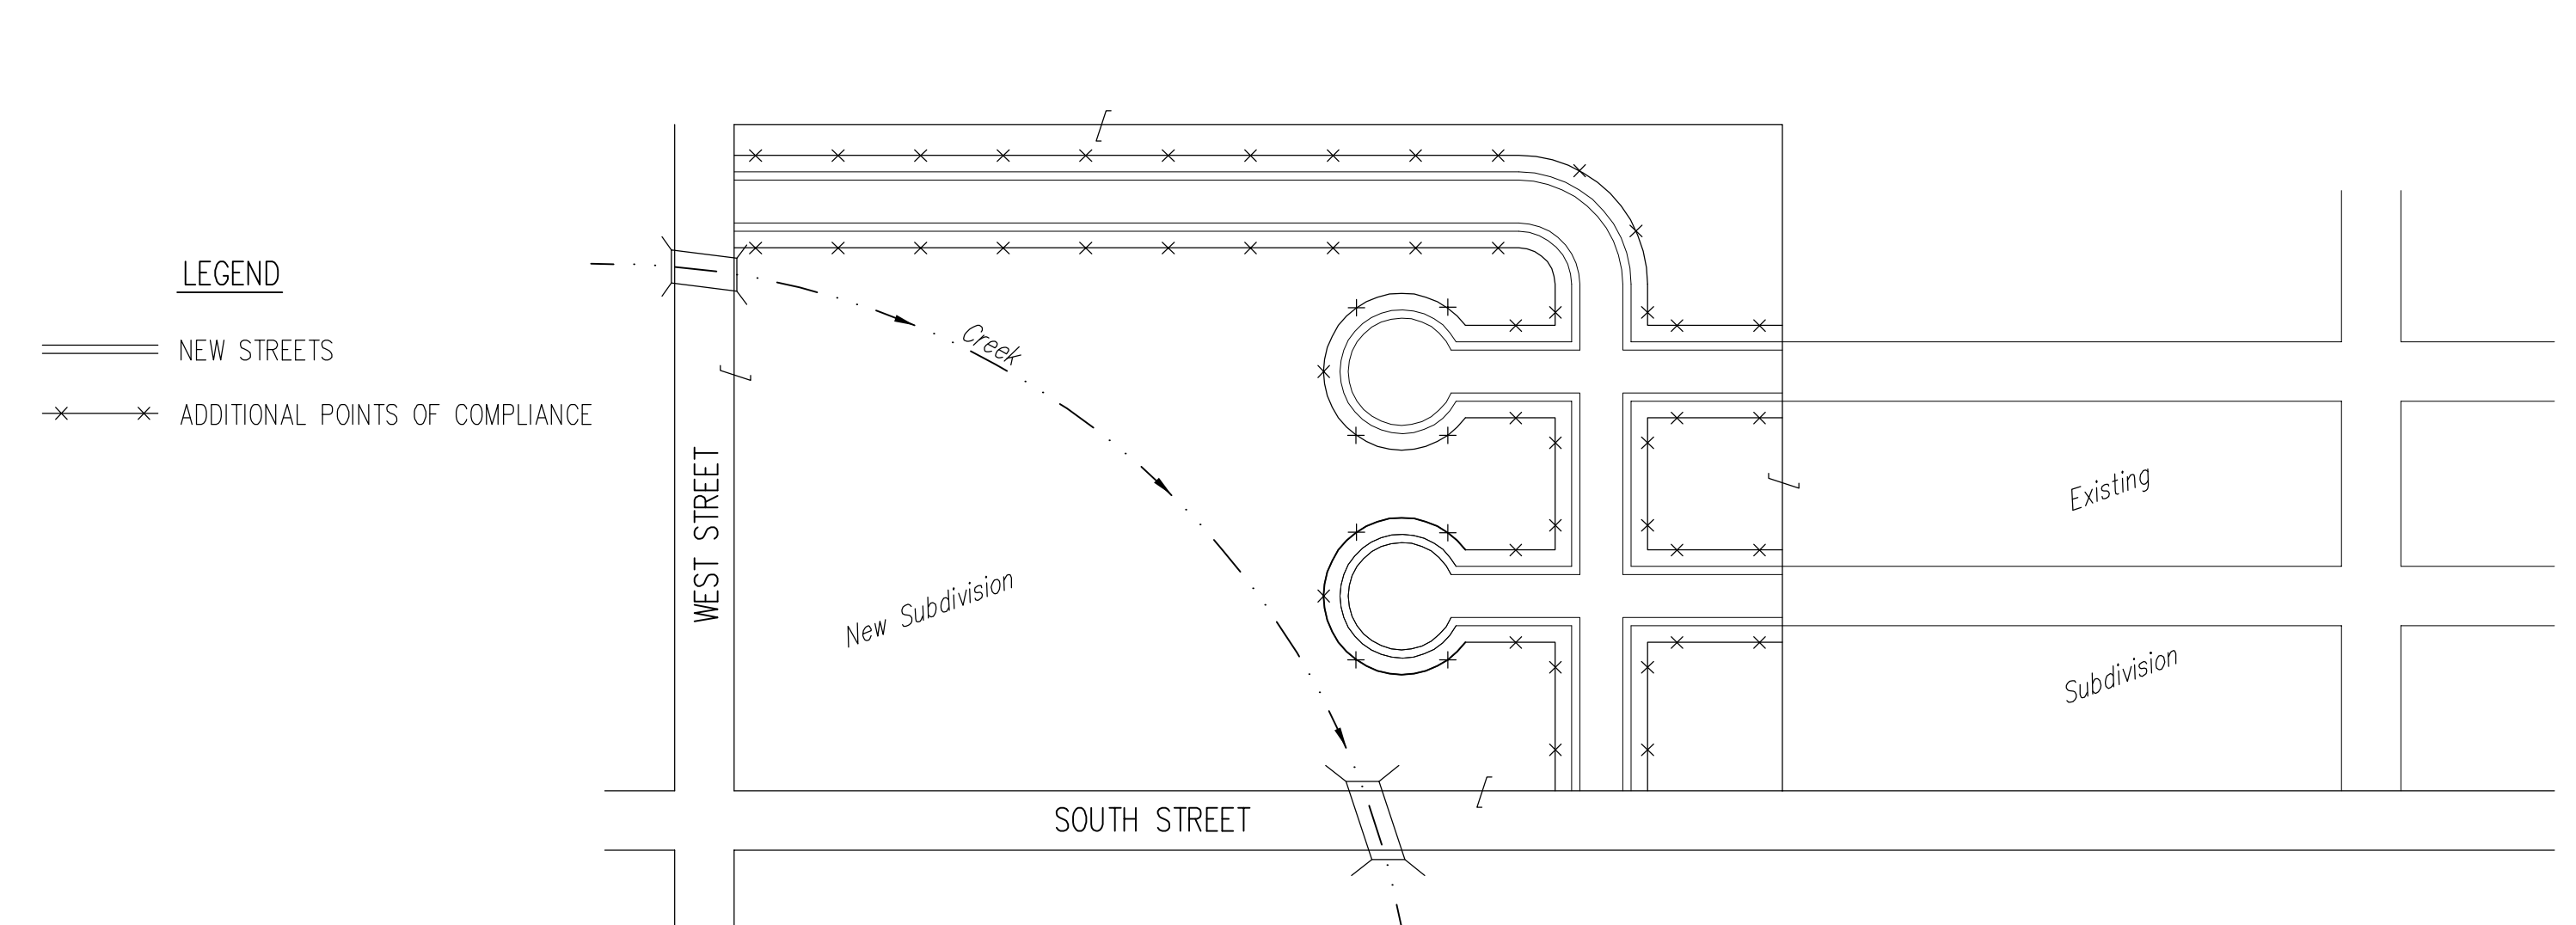 LEGEND
NEW STREETS
ADDITIONAL POINTS OF COMPLIANCE
WEST STREET
Creek
New Subdivision
SOUTH STREET
Existing
Subdivision